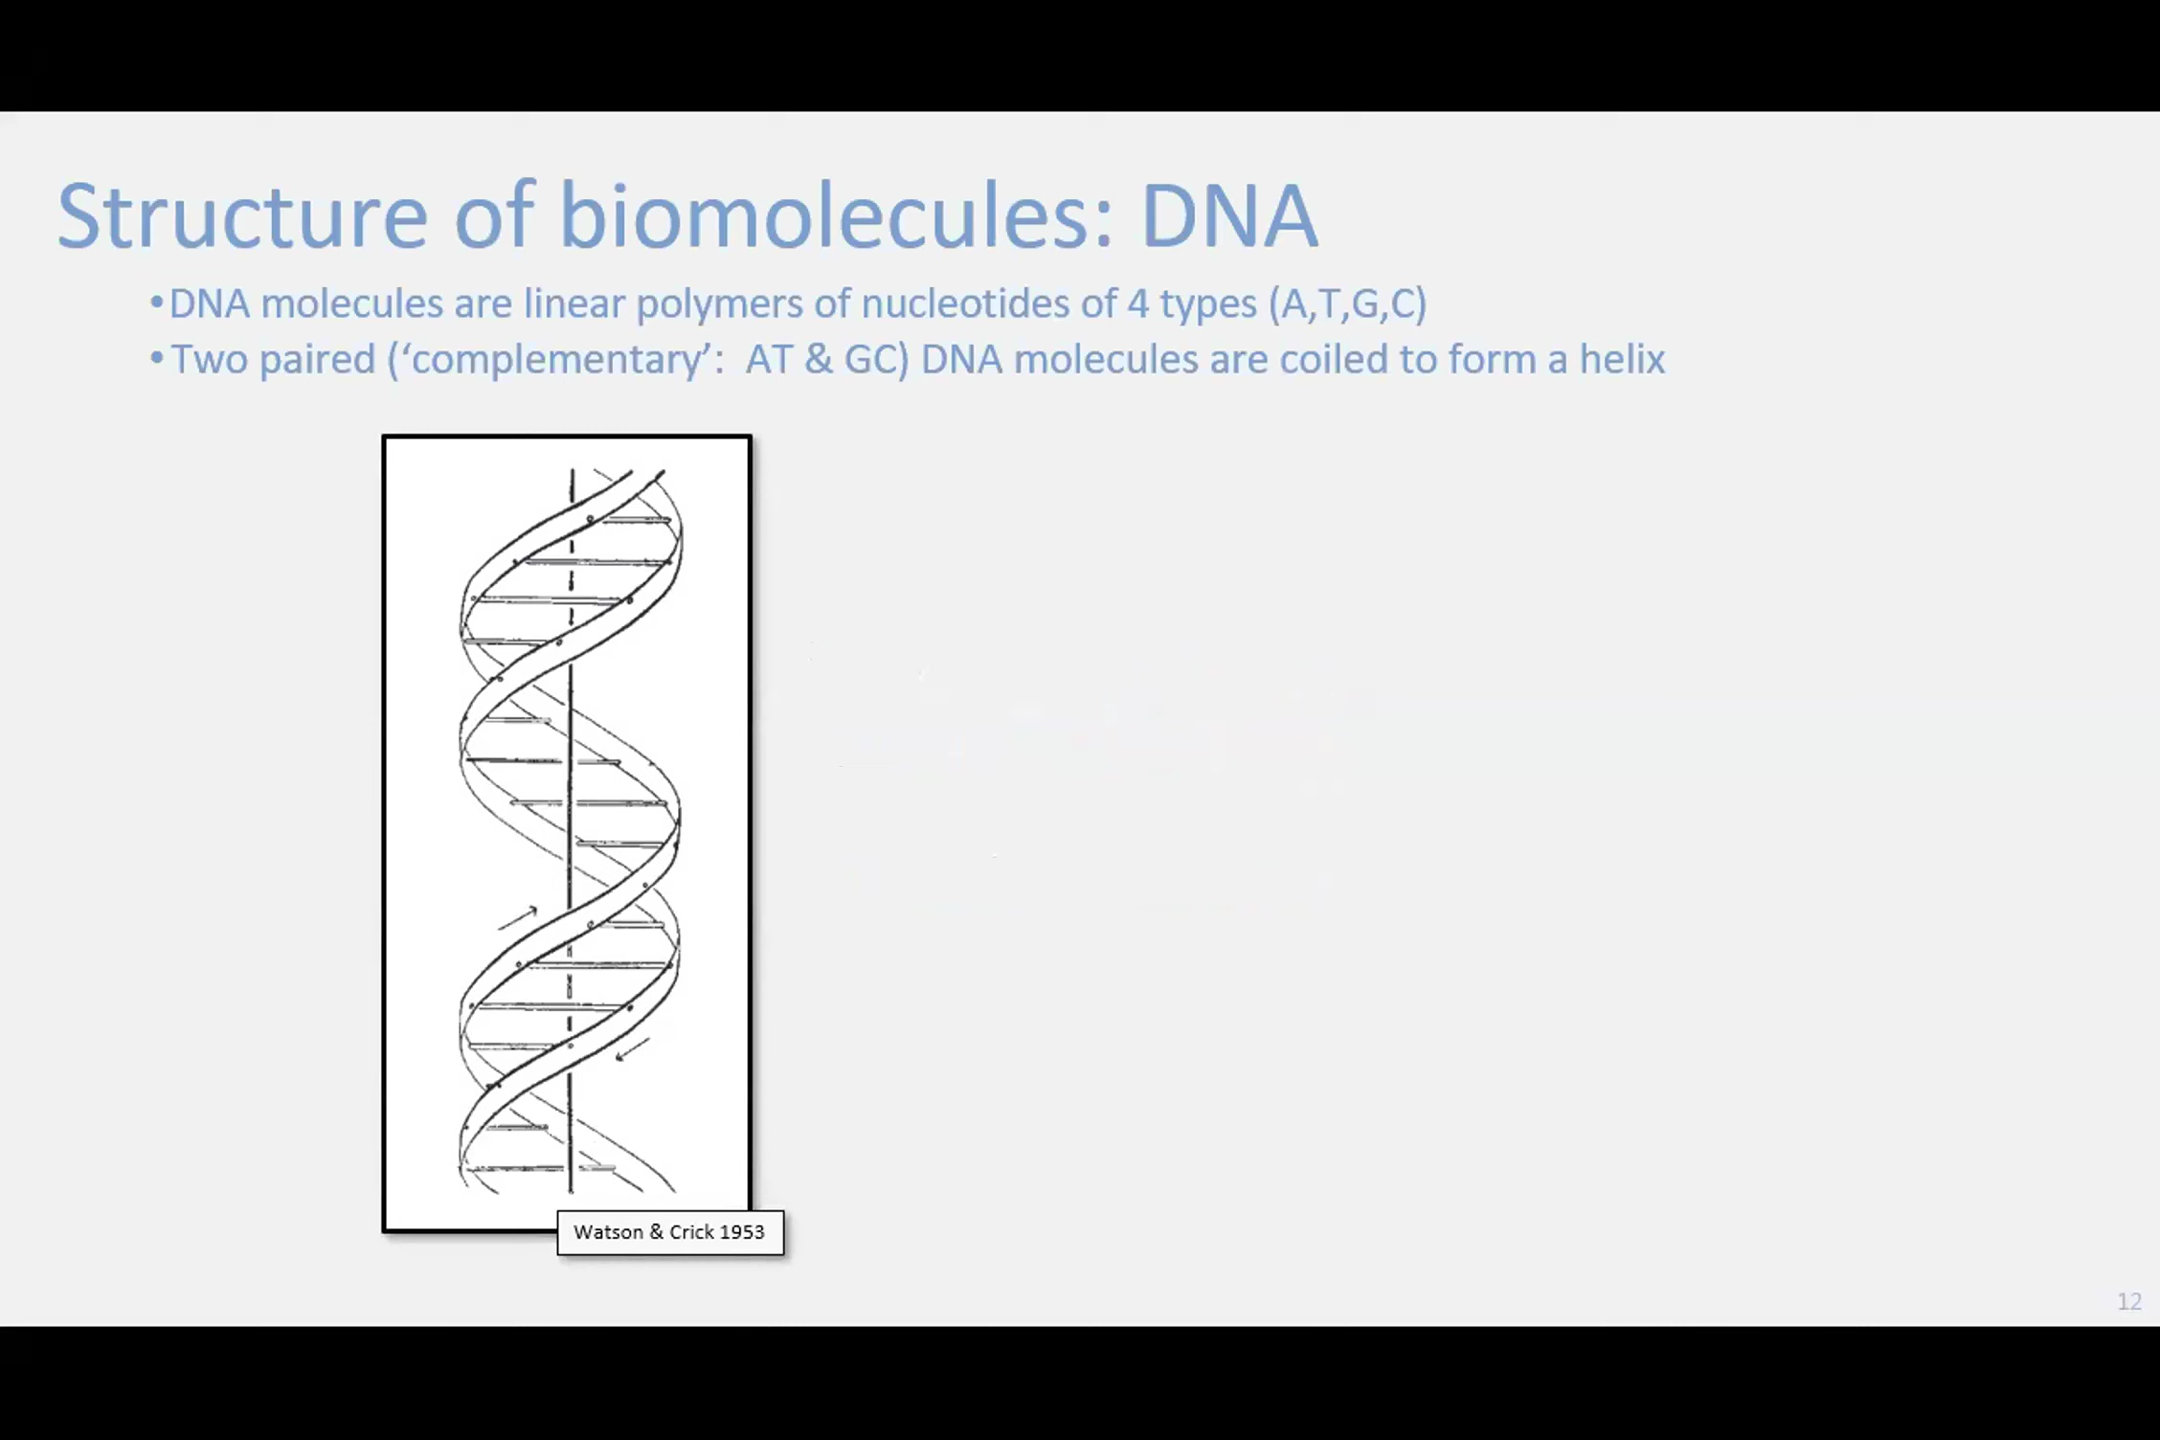 Structure of biomolecules: DNA
•DNA molecules are linear polymers of nucleotides of 4 types (A,T,G,C)
•Two paired (‘complementary’:  AT & GC) DNA molecules are coiled to form a helix
Watson & Crick 1953
12